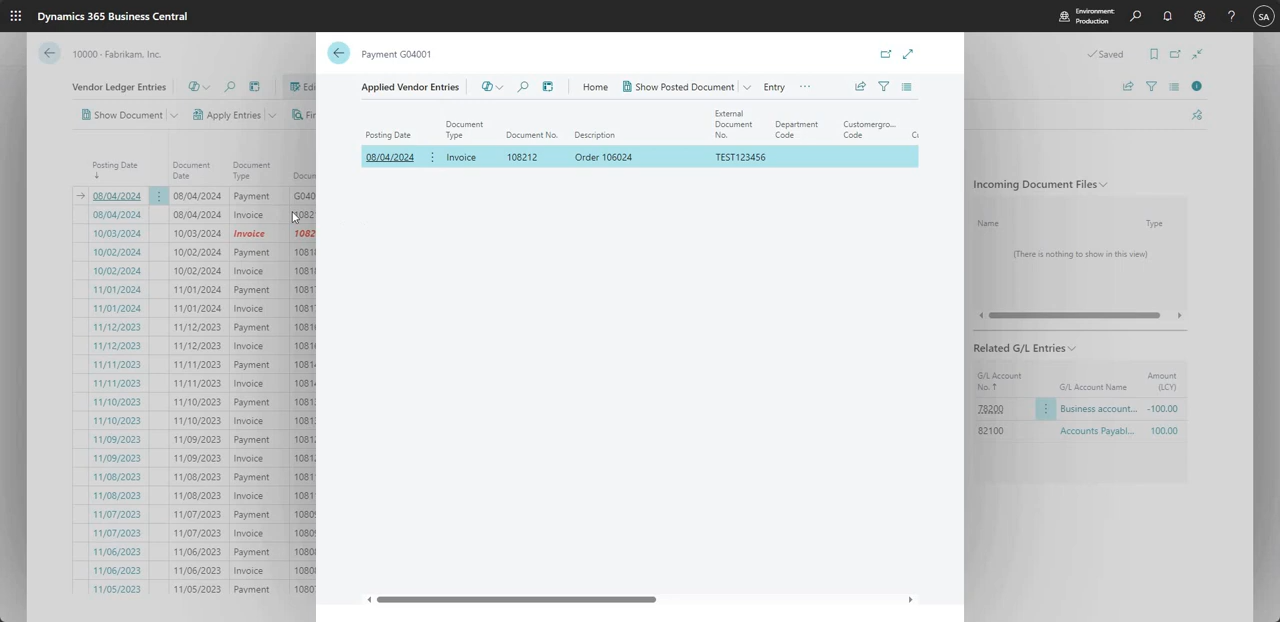 Dynamics 365 Business Central
Environment:
Production
SA
10000 - Fabrikam, Inc.
Payment G04001
Saved
Vendor Ledger Entries
Applied Vendor Entries
Home
Show Posted Document
Entry
Show Document
Apply Entries
Posting Date
Document Date
Document Type
08/04/2024 08/04/2024 Payment
08/04/2024 08/04/2024 Invoice
10/03/2024 10/03/2024 Invoice
10/02/2024 10/02/2024 Payment
10/02/2024 10/02/2024 Invoice
11/01/2024 11/01/2024 Payment
11/01/2024 11/01/2024 Invoice
11/12/2023 11/12/2023 Payment
11/12/2023 11/12/2023 Invoice
11/11/2023 11/11/2023 Payment
11/11/2023 11/11/2023 Invoice
11/10/2023 11/10/2023 Payment
11/10/2023 11/10/2023 Invoice
11/09/2023 11/09/2023 Payment
11/09/2023 11/09/2023 Invoice
11/08/2023 11/08/2023 Payment
11/08/2023 11/08/2023 Invoice
11/07/2023 11/07/2023 Payment
11/07/2023 11/07/2023 Invoice
11/06/2023 11/06/2023 Payment
11/06/2023 11/06/2023 Invoice
11/05/2023 11/05/2023 Payment
Posting Date
Document Type
Document No.
Description
External Document No.
Department Code
Customergro... Code
08/04/2024 Invoice 108212 Order 106024 TEST123456
Incoming Document Files
Name Type
(There is nothing to show in this view)
Related G/L Entries
G/L Account No. ↑
G/L Account Name
Amount (LCY)
78200 Business account... -100.00
82100 Accounts Payabl... 100.00